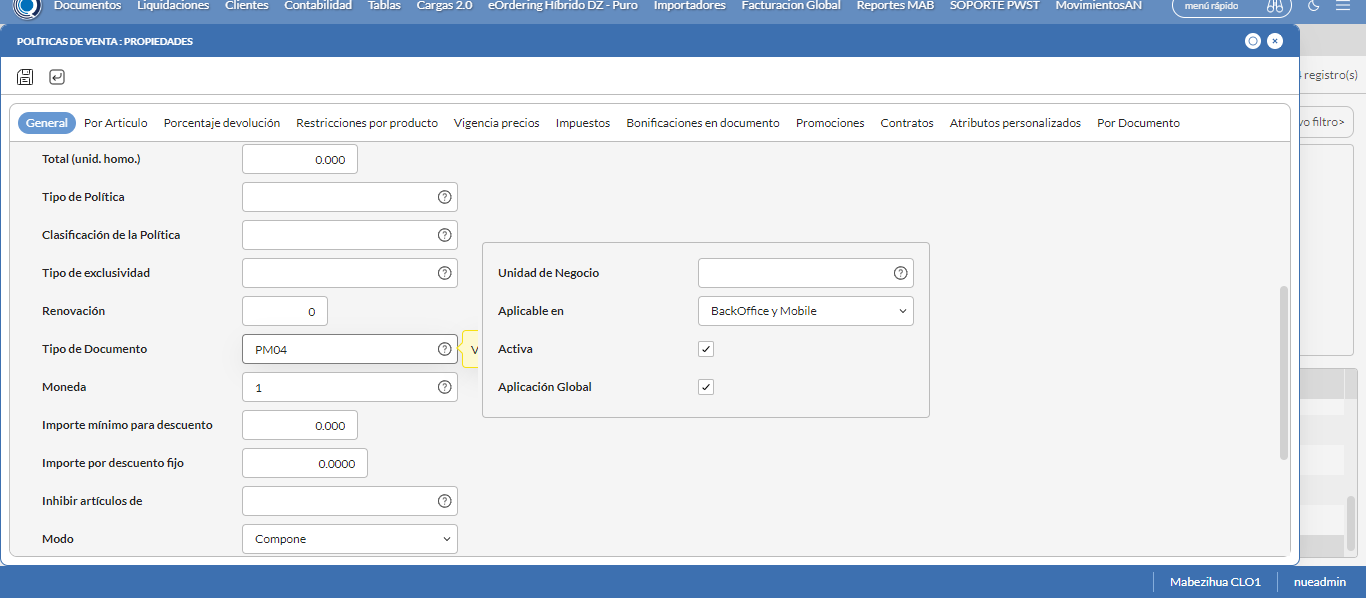 Documentos Liquidaciones Clientes Contabilidad Tablas Cargas 2.0 eOrdering Híbrido DZ - Puro Importadores Facturacion Global Reportes MAB SOPORTE PWST MovimientosAN menú rápido
POLÍTICAS DE VENTA : PROPIEDADES
registro(s)
General Por Articulo Porcentaje devolución Restricciones por producto Vigencia precios Impuestos Bonificaciones en documento Promociones Contratos Atributos personalizados Por Documento
filtro>
Total (unid. homo.) 0.000
Tipo de Política
Clasificación de la Política
Tipo de exclusividad
Unidad de Negocio
Renovación 0
Aplicable en BackOffice y Mobile
Tipo de Documento PM04 V
Activa
Moneda 1
Aplicación Global
Importe mínimo para descuento 0.000
Importe por descuento fijo 0.0000
Inhibir artículos de
Modo Compone
Mabezihua CLO1 nueadmin